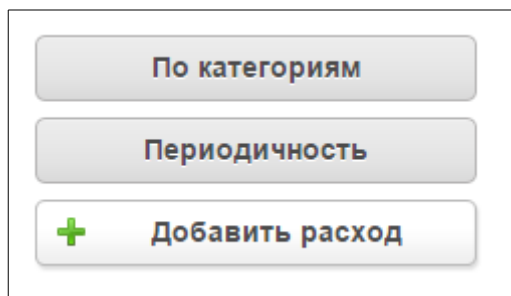 По категориям
Периодичность
Добавить расход